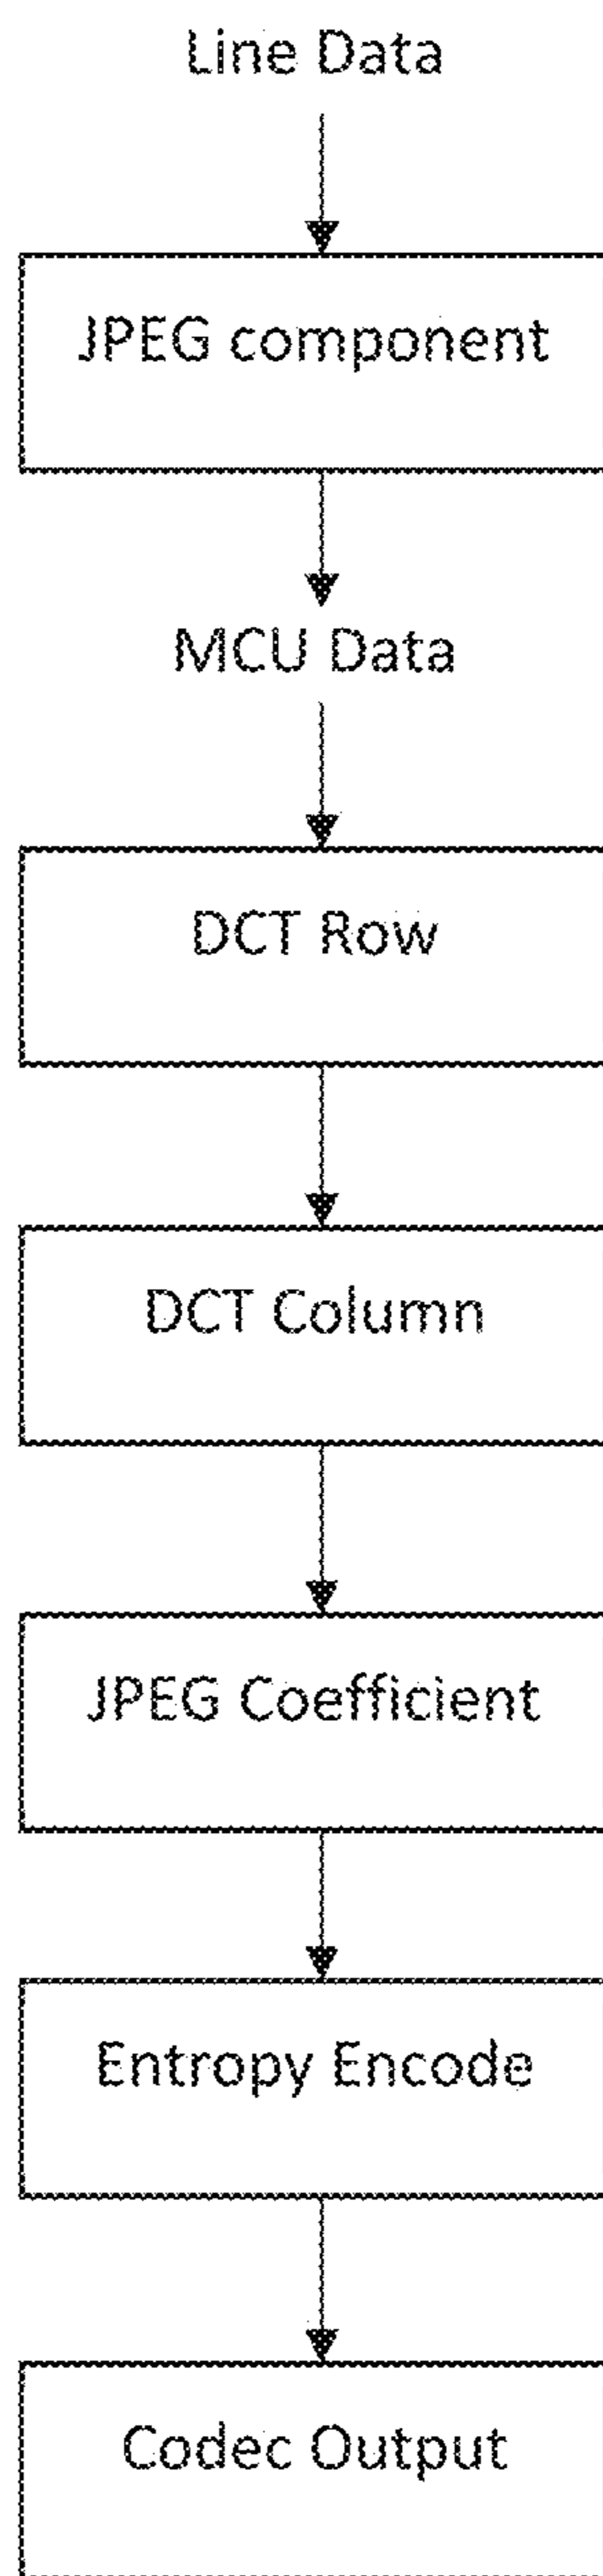 Line Data
JPEG component
MCU Data
DCT Row
DCT Column
JPEG Coefficient
Entropy Encode
Codec Output